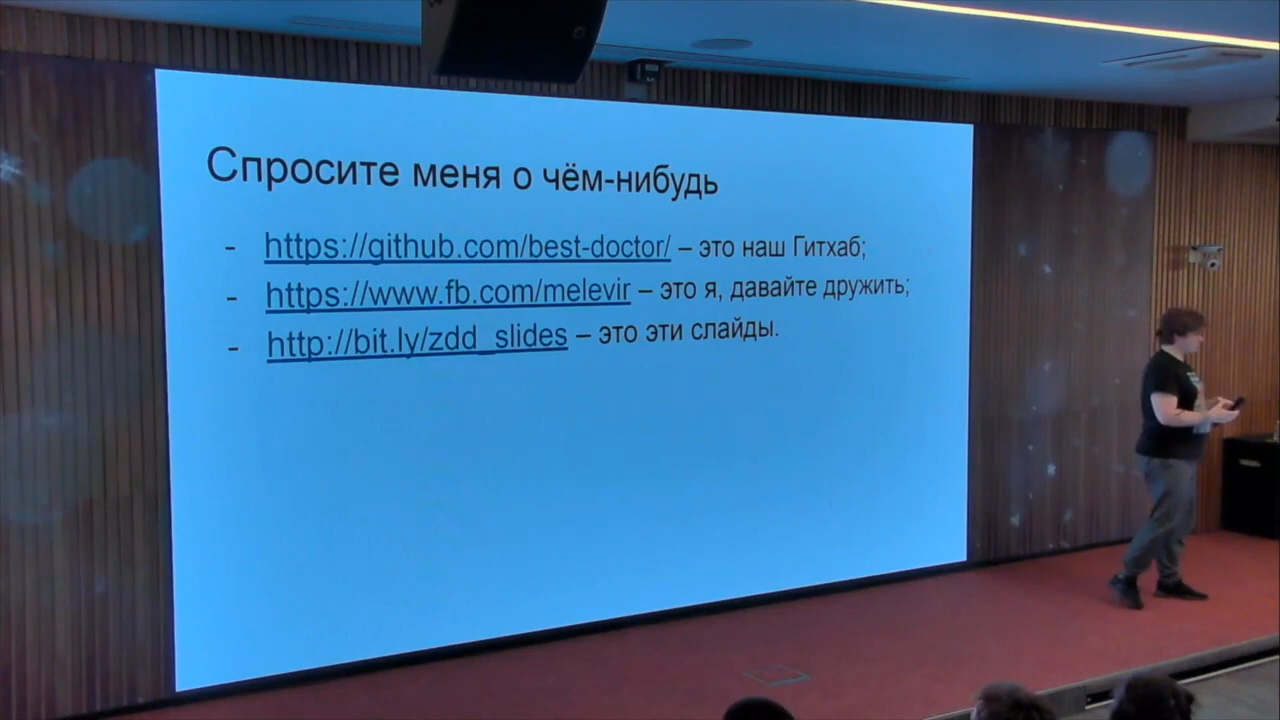 Спросите меня о чём-нибудь
- https://github.com/best-doctor/ – это наш Гитхаб;
- https://www.fb.com/melevir – это я, давайте дружить;
- http://bit.ly/zdd_slides – это эти слайды.